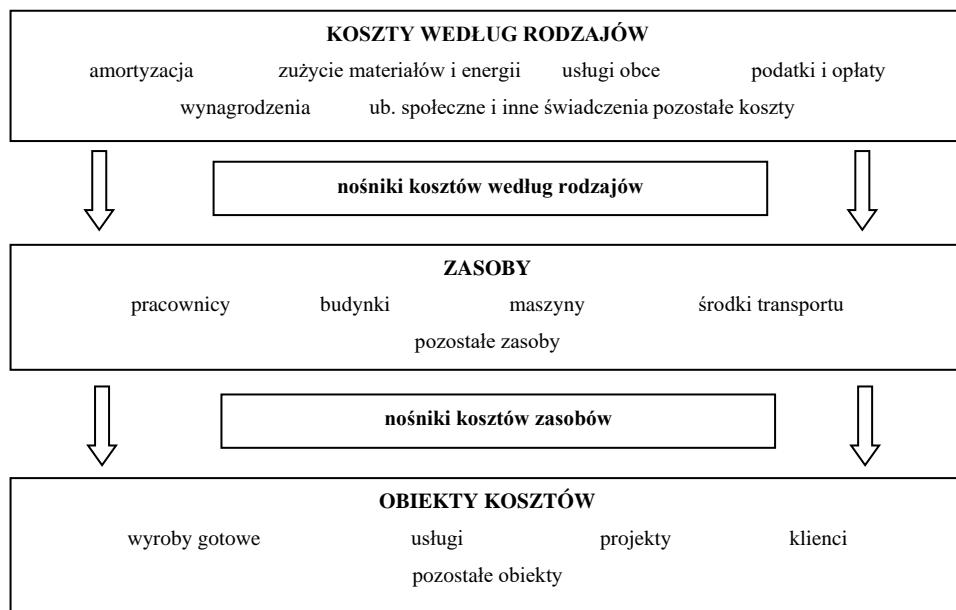 KOSZTY WEDŁUG RODZAJÓW
amortyzacja zużycie materiałów i energii usługi obce podatki i opłaty
wynagrodzenia ub. społeczne i inne świadczenia pozostałe koszty
nośniki kosztów według rodzajów
ZASOBY
pracownicy budynki maszyny środki transportu
pozostałe zasoby
nośniki kosztów zasobów
OBIEKTY KOSZTÓW
wyroby gotowe usługi projekty klienci
pozostałe obiekty